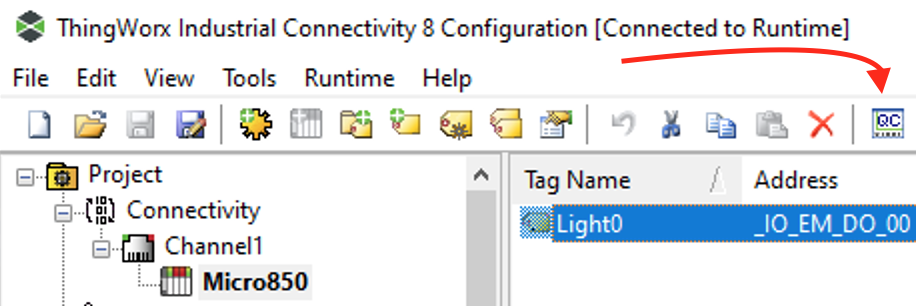 ThingWorx Industrial Connectivity 8 Configuration [Connected to Runtime]
File Edit View Tools Runtime Help
QC
Project
Connectivity
Channel1
Micro850
Tag Name Address
Light0 _IO_EM_DO_00